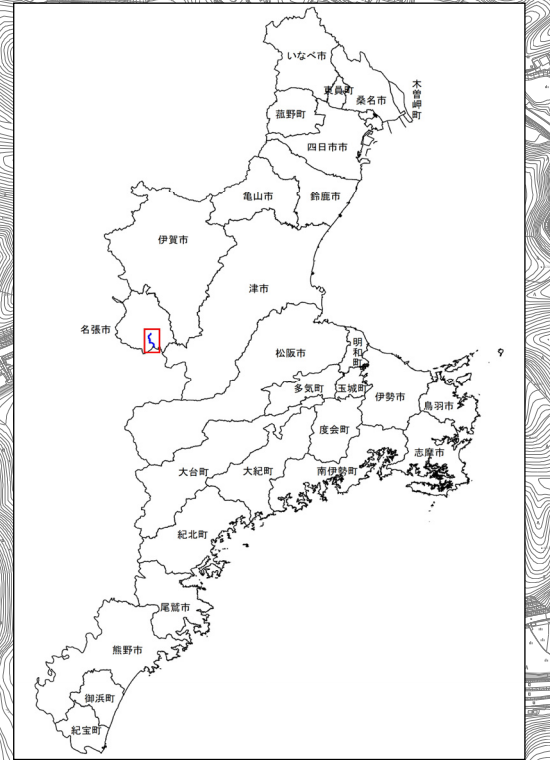 いなべ市
東員町
桑名市
木曽岬町
菰野町
四日市市
亀山市
鈴鹿市
伊賀市
津市
名張市
松阪市
明和町
多気町
玉城町
伊勢市
鳥羽市
度会町
志摩市
大台町
大紀町
南伊勢町
紀北町
尾鷲市
熊野市
御浜町
紀宝町